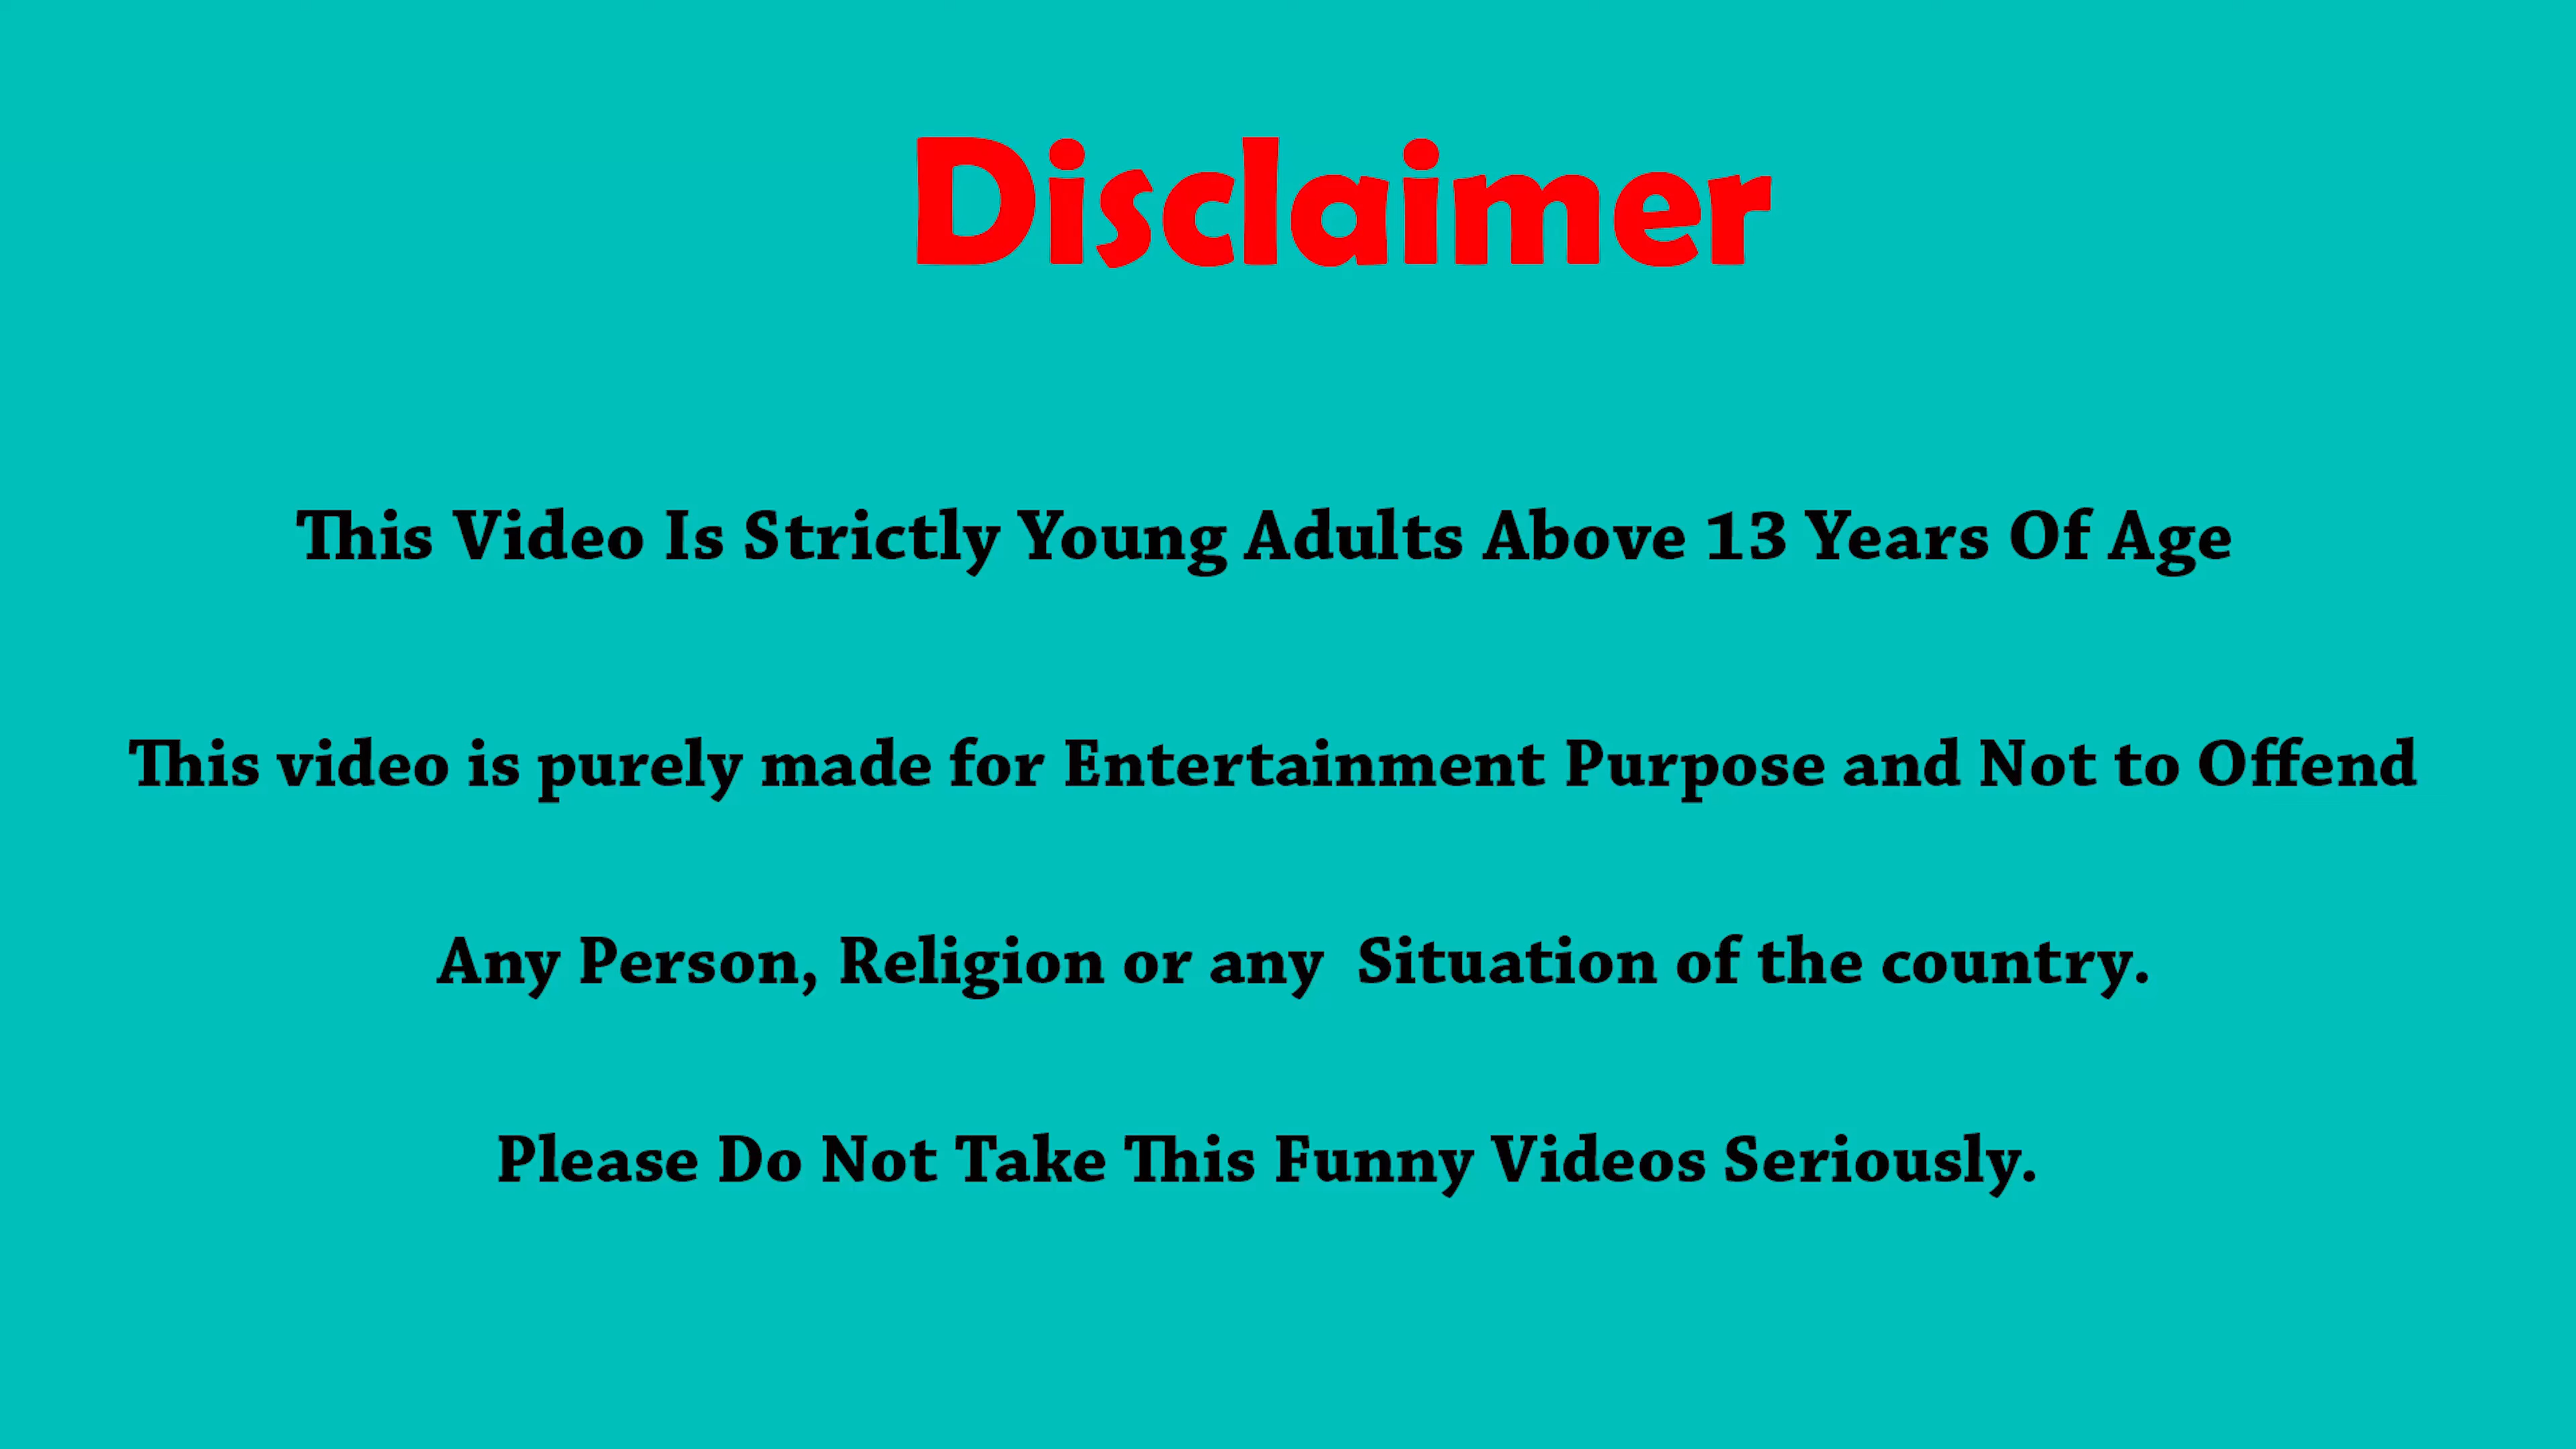 Disclaimer
This Video Is Strictly Young Adults Above 13 Years Of Age
This video is purely made for Entertainment Purpose and Not to Offend
Any Person, Religion or any  Situation of the country.
Please Do Not Take This Funny Videos Seriously.